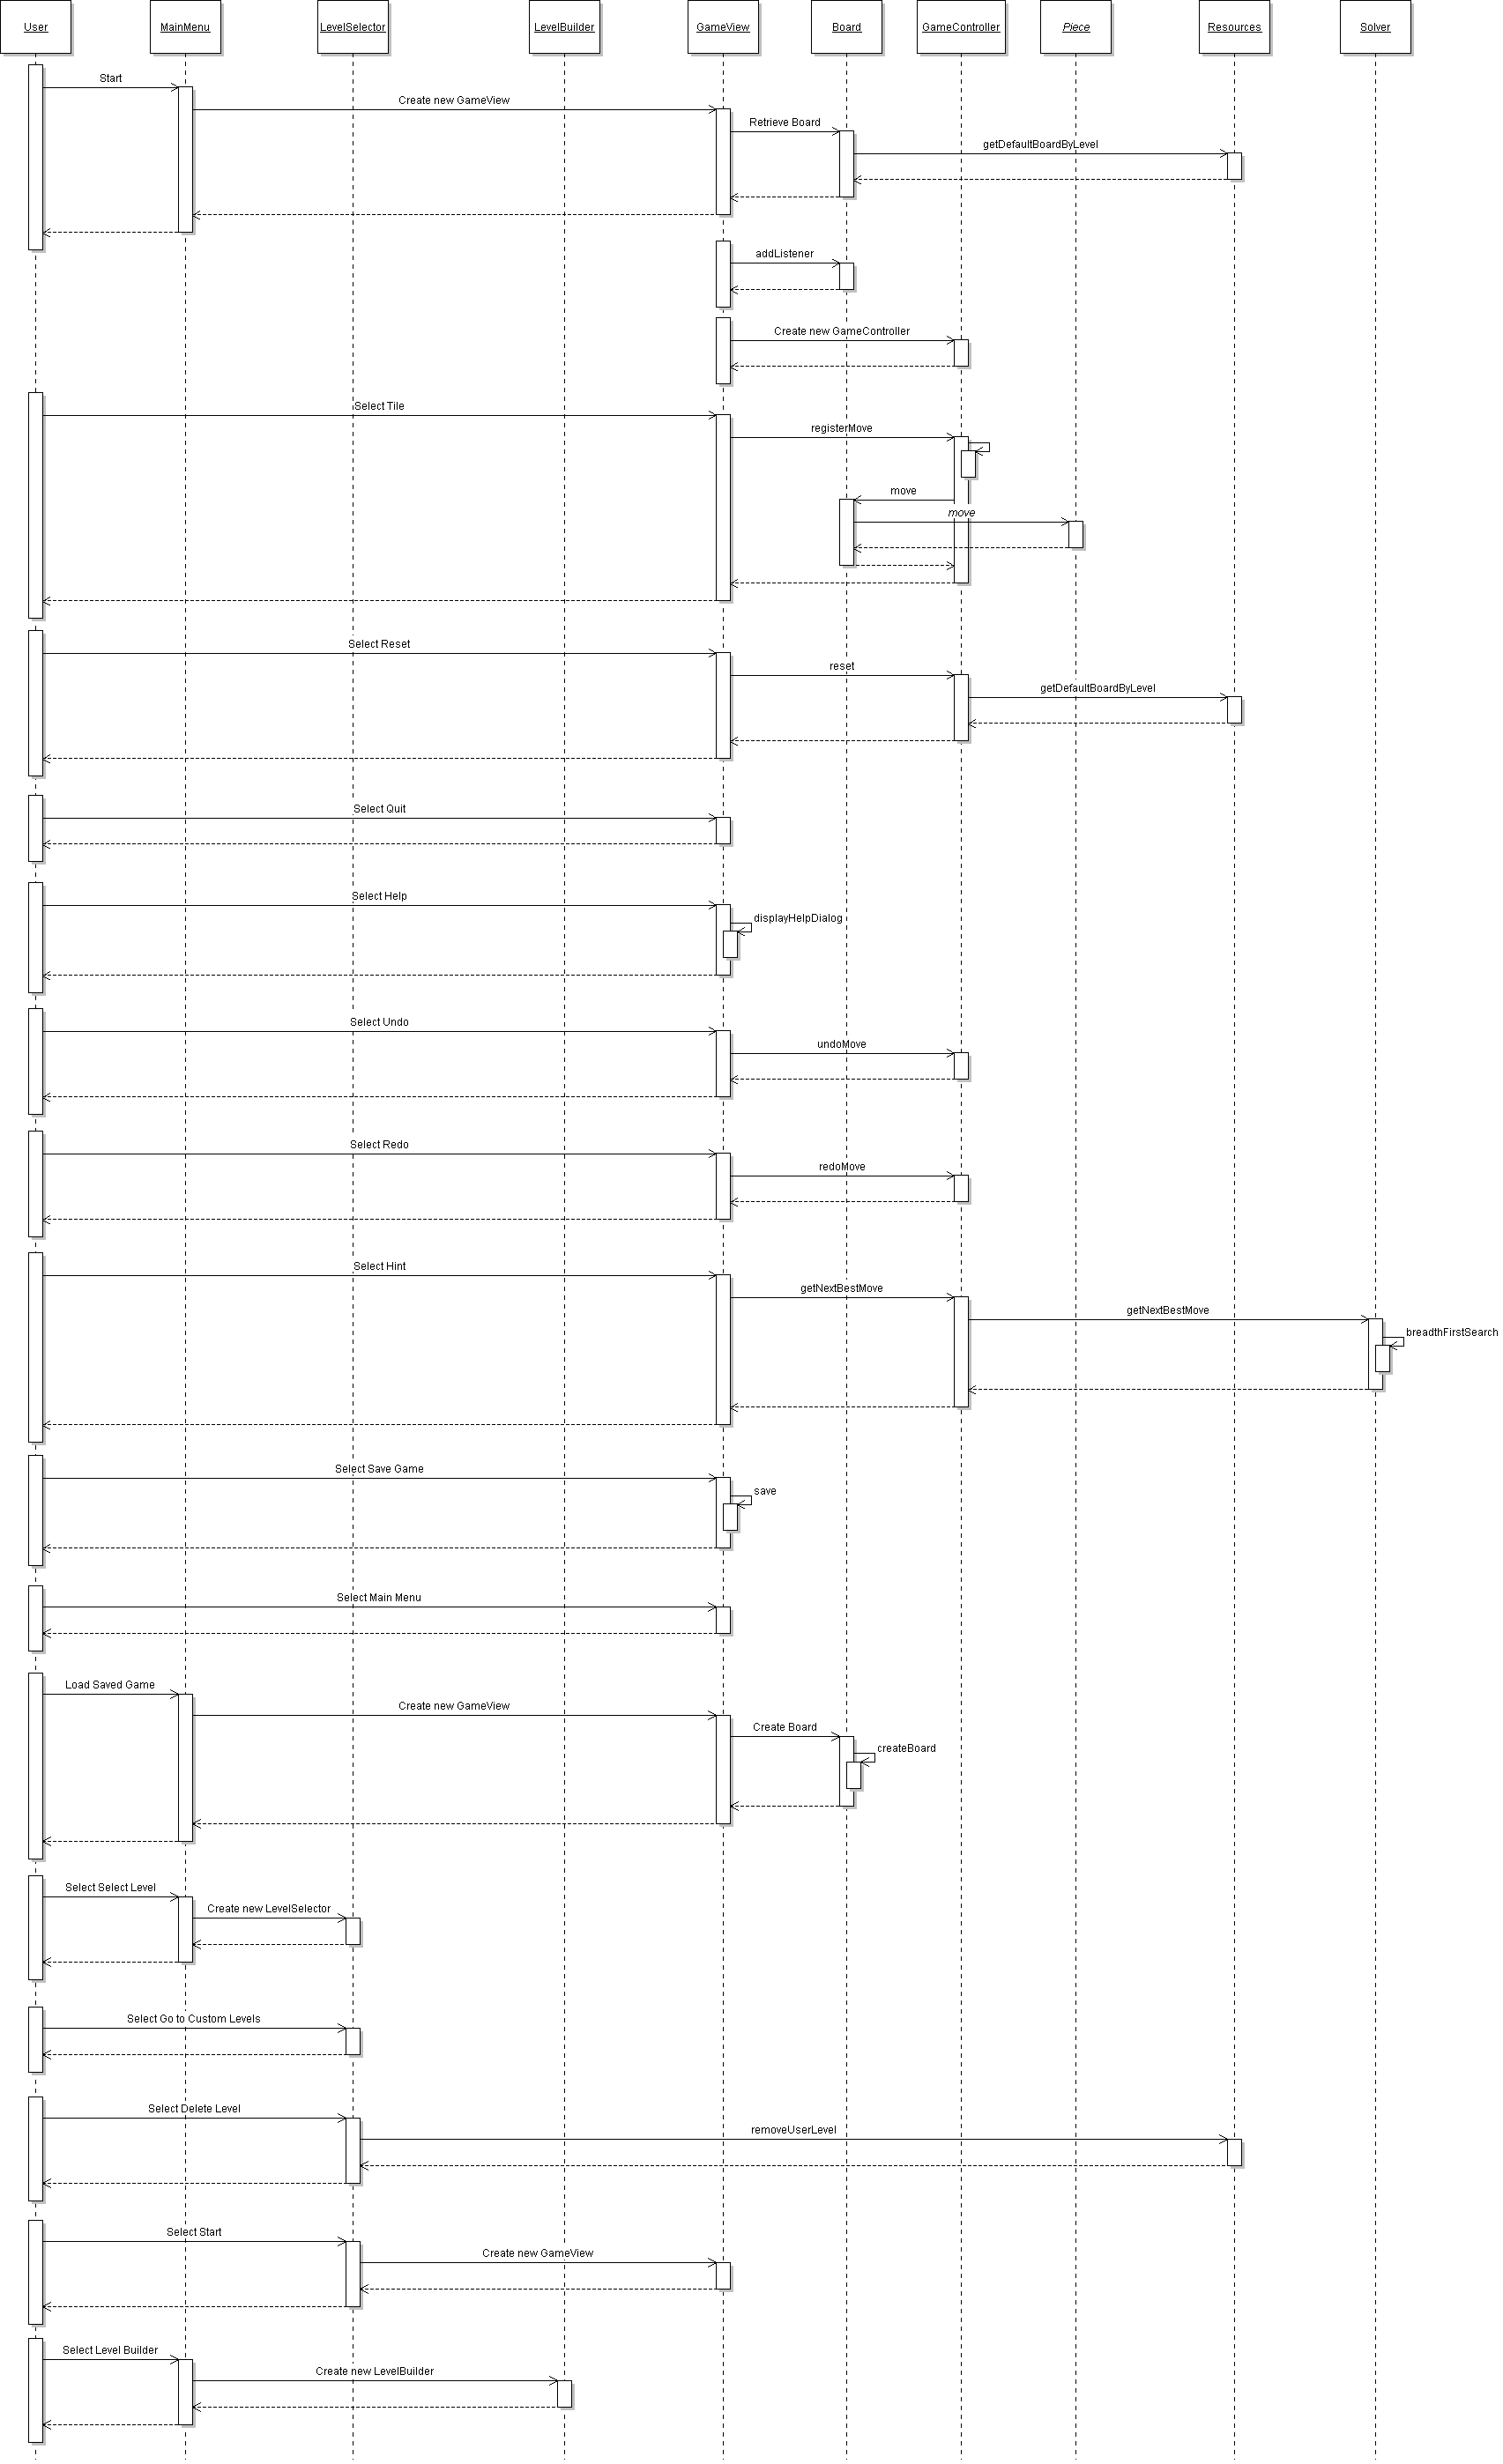 User
MainMenu
LevelSelector
LevelBuilder
GameView
Board
GameController
Piece
Resources
Solver
Start
Create new GameView
Retrieve Board
getDefaultBoardByLevel
addListener
Create new GameController
Select Tile
registerMove
move
move
Select Reset
reset
getDefaultBoardByLevel
Select Quit
Select Help
displayHelpDialog
Select Undo
undoMove
Select Redo
redoMove
Select Hint
getNextBestMove
getNextBestMove
breadthFirstSearch
Select Save Game
save
Select Main Menu
Load Saved Game
Create new GameView
Create Board
createBoard
Select Select Level
Create new LevelSelector
Select Go to Custom Levels
Select Delete Level
removeUserLevel
Select Start
Create new GameView
Select Level Builder
Create new LevelBuilder